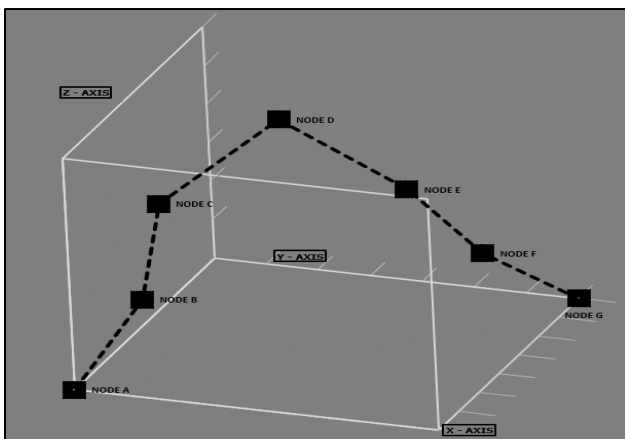 Z - AXIS
NODE D
NODE E
NODE C
NODE F
Y - AXIS
NODE B
NODE G
NODE A
X - AXIS